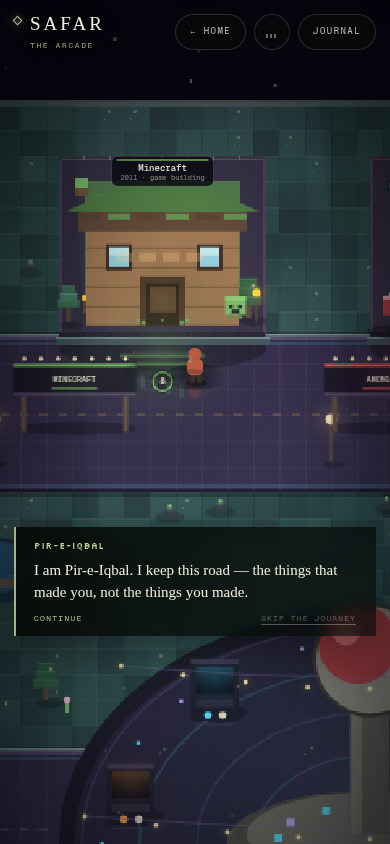 SAFAR
THE ARCADE
← HOME
JOURNAL
Minecraft
2011 · game building
MINECRAFT
AMONG
PIR-E-IQBAL
I am Pir-e-Iqbal. I keep this road — the things that
made you, not the things you made.
CONTINUE
SKIP THE JOURNEY